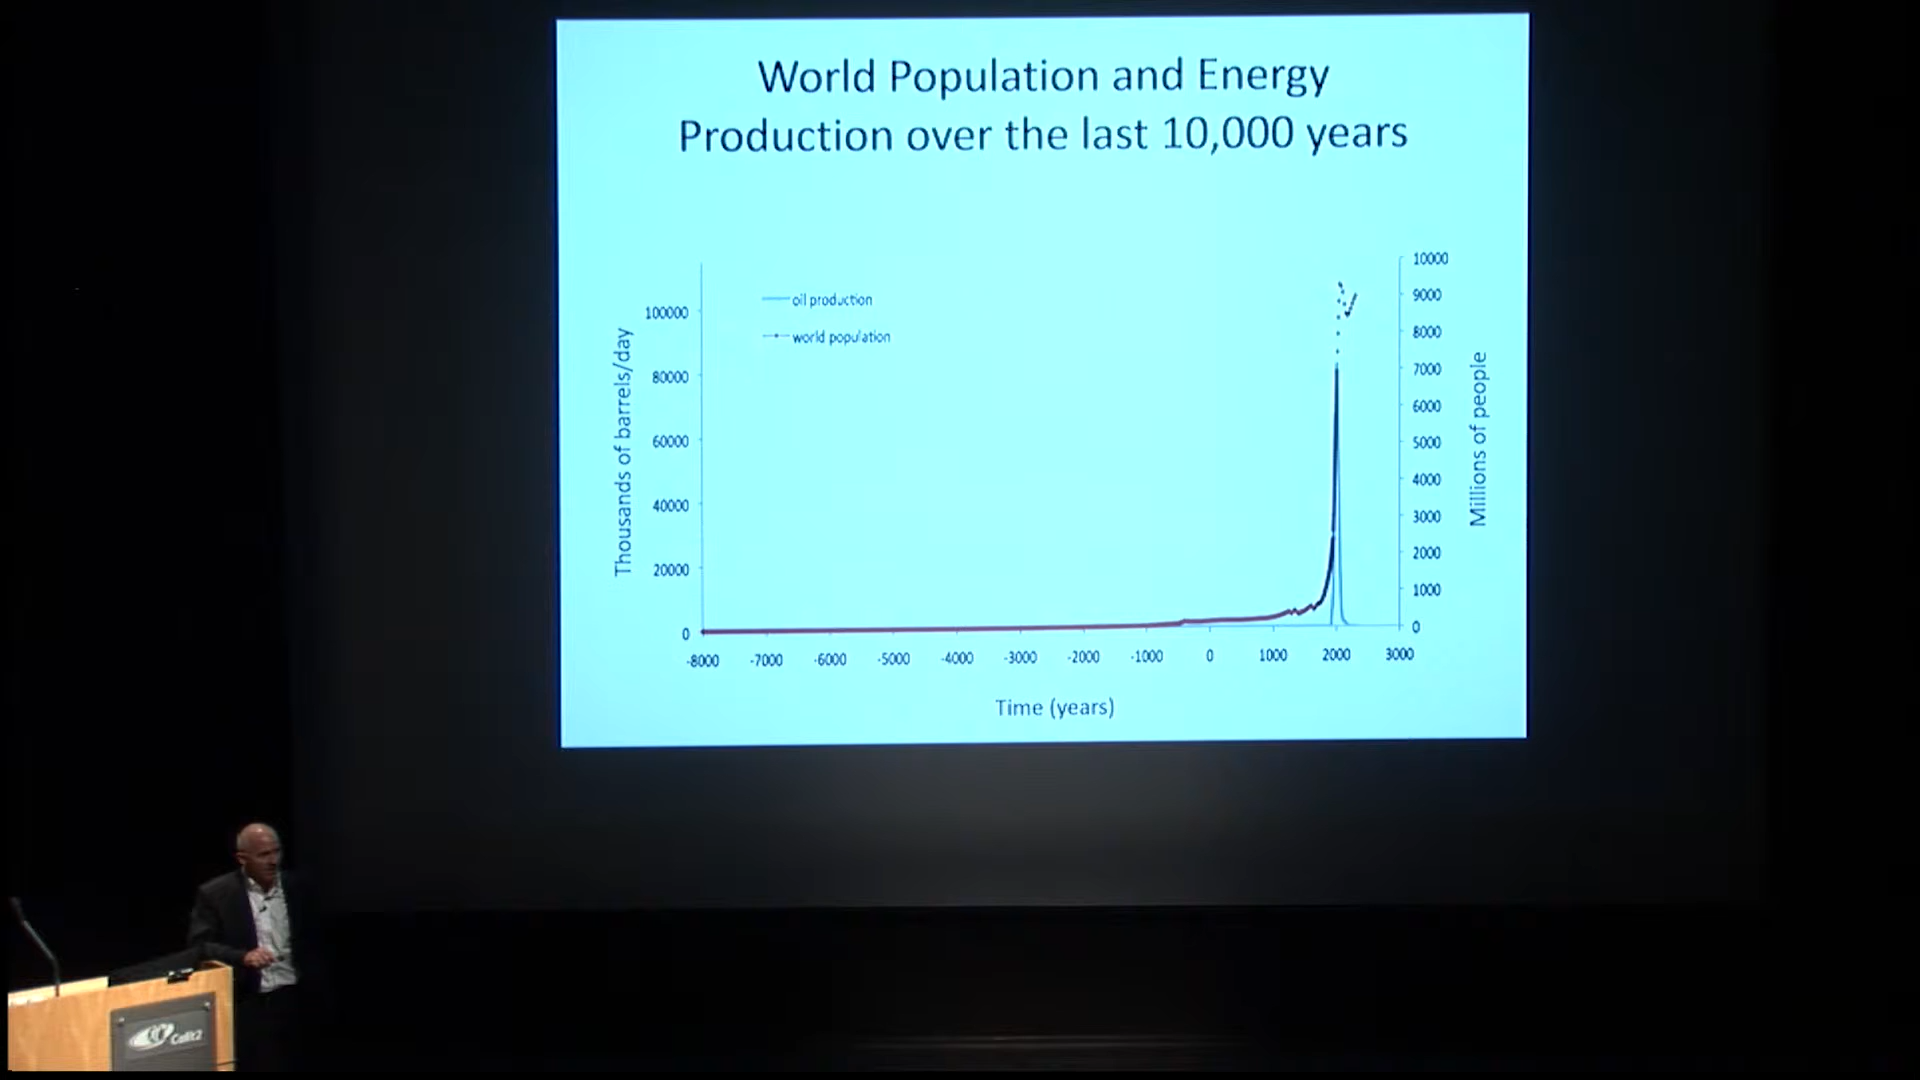 World Population and Energy
Production over the last 10,000 years
oil production
world population
Thousands of barrels/day
100000
80000
60000
40000
20000
0
10000
9000
8000
7000
6000
5000
4000
3000
2000
1000
0
Millions of people
-8000 -7000 -6000 -5000 -4000 -3000 -2000 -1000 0 1000 2000 3000
Time (years)
Calit2